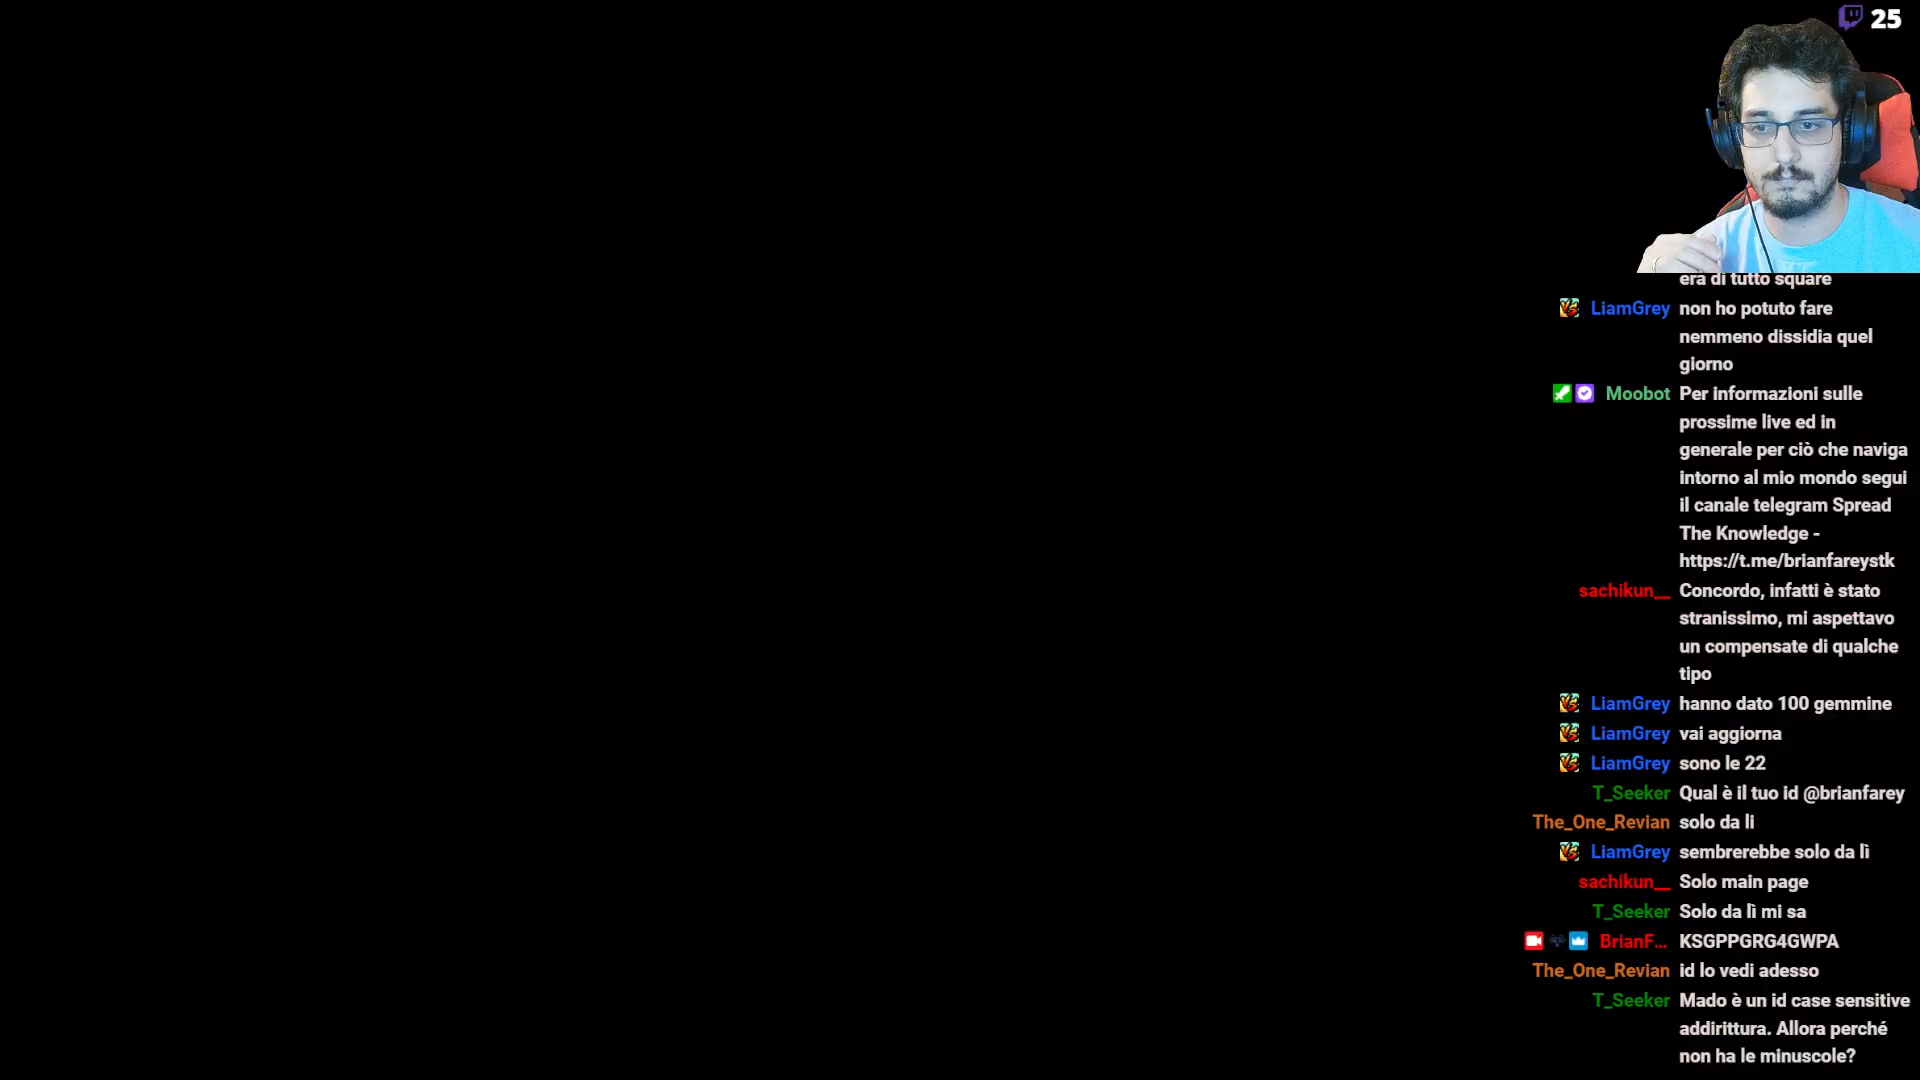 25
era di tutto square
LiamGrey non ho potuto fare
nemmeno dissidia quel
giorno
Moobot Per informazioni sulle
prossime live ed in
generale per ciò che naviga
intorno al mio mondo segui
il canale telegram Spread
The Knowledge -
https://t.me/brianfareystk
sachikun__ Concordo, infatti è stato
stranissimo, mi aspettavo
un compensate di qualche
tipo
LiamGrey hanno dato 100 gemmine
LiamGrey vai aggiorna
LiamGrey sono le 22
T_Seeker Qual è il tuo id @brianfarey
The_One_Revian solo da li
LiamGrey sembrerebbe solo da lì
sachikun__ Solo main page
T_Seeker Solo da lì mi sa
BrianF... KSGPPGRG4GWPA
The_One_Revian id lo vedi adesso
T_Seeker Mado è un id case sensitive
addirittura. Allora perché
non ha le minuscole?